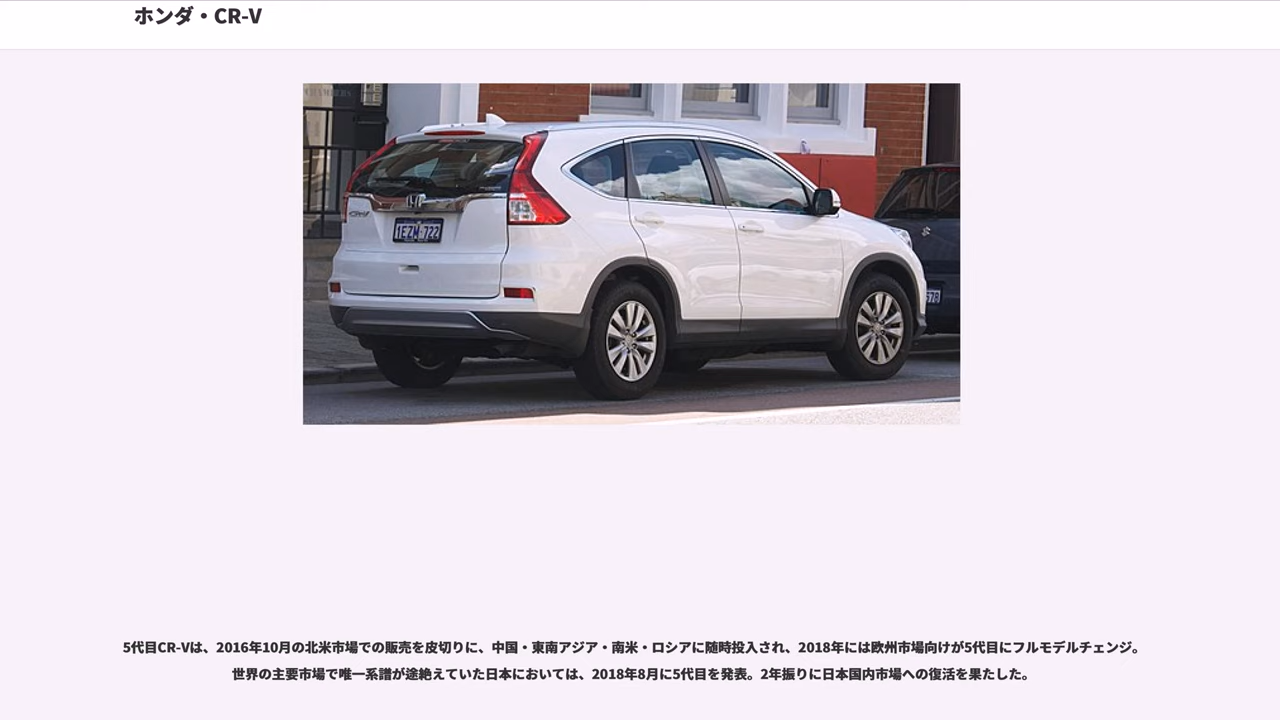 ホンダ・CR-V
CHAMBERS
1EZM·722
5代目CR-Vは、2016年10月の北米市場での販売を皮切りに、中国・東南アジア・南米・ロシアに随時投入され、2018年には欧州市場向けが5代目にフルモデルチェンジ。
世界の主要市場で唯一系譜が途絶えていた日本においては、2018年8月に5代目を発表。2年振りに日本国内市場への復活を果たした。